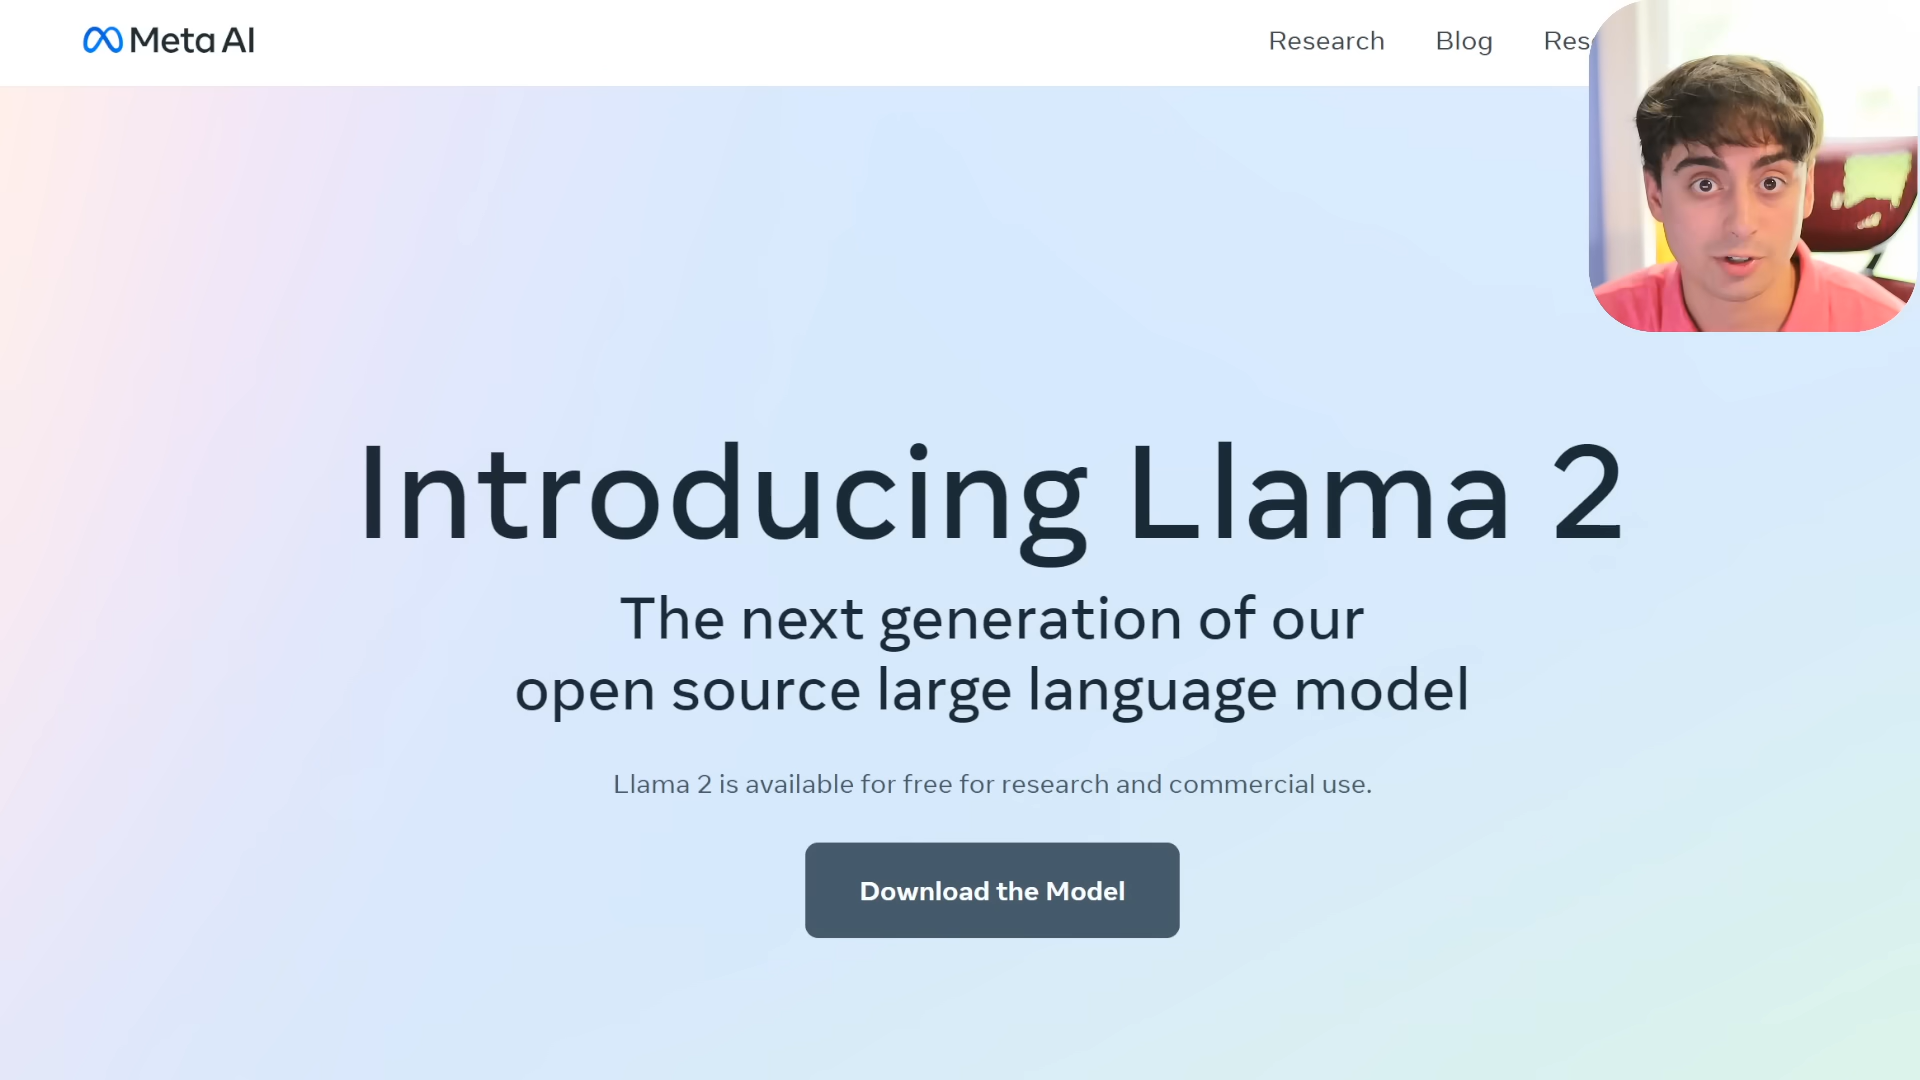 Meta AI
Research Blog
Introducing Llama 2
The next generation of our
open source large language model
Llama 2 is available for free for research and commercial use.
Download the Model